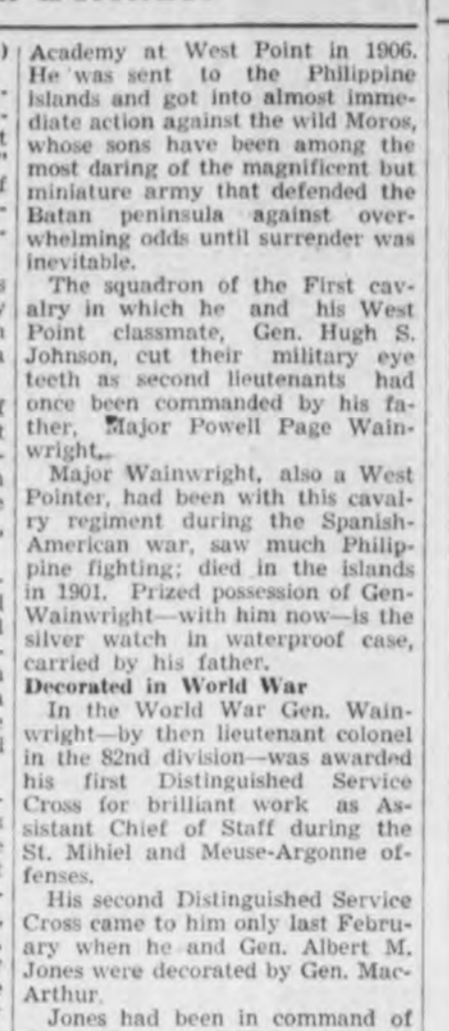 Academy at West Point in 1906.
He was sent to the Philippine
Islands and got into almost imme-
diate action against the wild Moros,
whose sons have been among the
most daring of the magnificent but
miniature army that defended the
Batan peninsula against over-
whelming odds until surrender was
inevitable.
The squadron of the First cav-
alry in which he and his West
Point classmate, Gen. Hugh S.
Johnson, cut their military eye
teeth as second lieutenants had
once been commanded by his fa-
ther, Major Powell Page Wain-
wright.
Major Wainwright, also a West
Pointer, had been with this caval-
ry regiment during the Spanish-
American war, saw much Philip-
pine fighting; died in the islands
in 1901. Prized possession of Gen-
Wainwright—with him now—is the
silver watch in waterproof case,
carried by his father.
Decorated in World War
In the World War Gen. Wain-
wright—by then lieutenant colonel
in the 82nd division—was awarded
his first Distinguished Service
Cross for brilliant work as As-
sistant Chief of Staff during the
St. Mihiel and Meuse-Argonne of-
fenses.
His second Distinguished Service
Cross came to him only last Febru-
ary when he and Gen. Albert M.
Jones were decorated by Gen. Mac-
Arthur.
Jones had been in command of